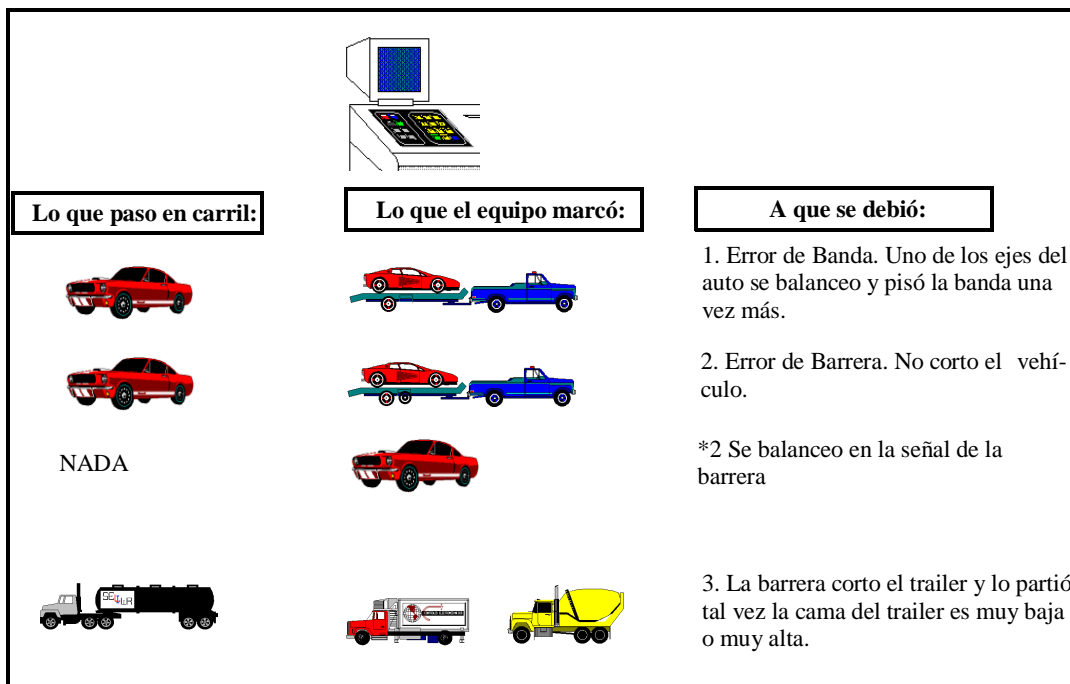 Lo que paso en carril:
Lo que el equipo marcó:
A que se debió:
1. Error de Banda. Uno de los ejes del
auto se balanceo y pisó la banda una
vez más.
2. Error de Barrera. No corto el vehí-
culo.
NADA
*2 Se balanceo en la señal de la
barrera
3. La barrera corto el trailer y lo partió
tal vez la cama del trailer es muy baja
o muy alta.